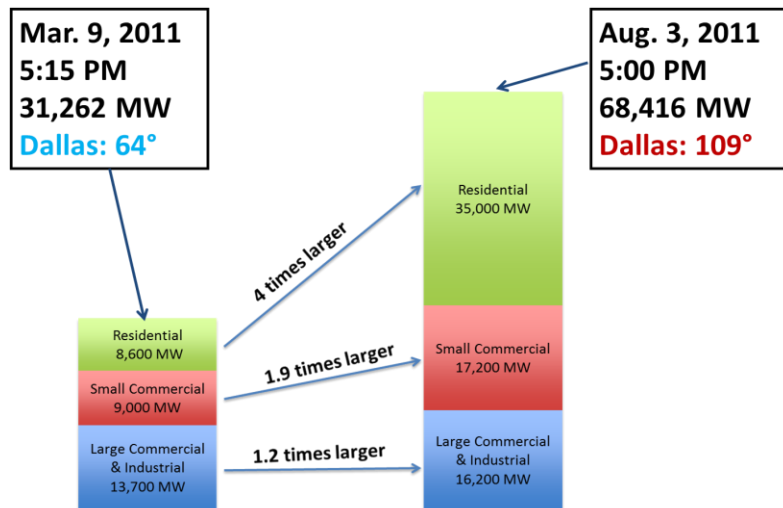 Mar. 9, 2011
5:15 PM
31,262 MW
Dallas: 64°
Aug. 3, 2011
5:00 PM
68,416 MW
Dallas: 109°
Residential
35,000 MW
4 times larger
Residential
8,600 MW
Small Commercial
17,200 MW
1.9 times larger
Small Commercial
9,000 MW
Large Commercial
& Industrial
13,700 MW
1.2 times larger
Large Commercial
& Industrial
16,200 MW